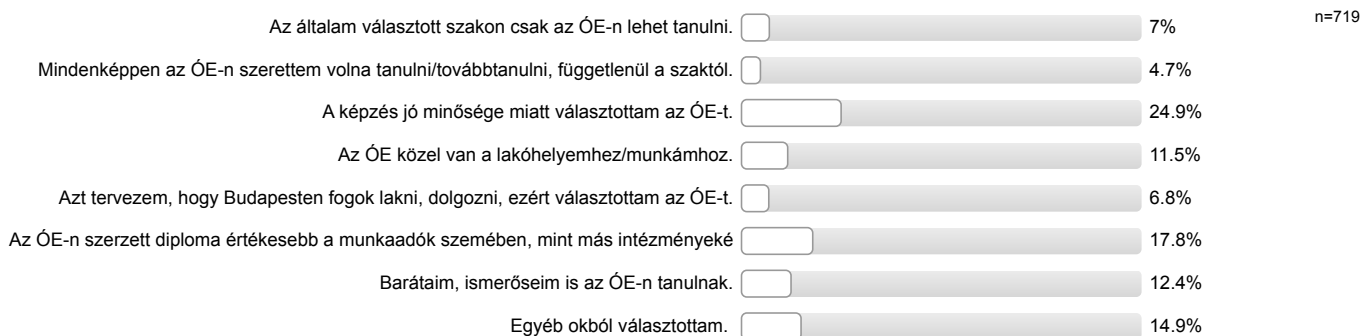 Az általam választott szakon csak az ÓE-n lehet tanulni. 7% n=719
Mindenképpen az ÓE-n szerettem volna tanulni/továbbtanulni, függetlenül a szaktól. 4.7%
A képzés jó minősége miatt választottam az ÓE-t. 24.9%
Az ÓE közel van a lakóhelyemhez/munkámhoz. 11.5%
Azt tervezem, hogy Budapesten fogok lakni, dolgozni, ezért választottam az ÓE-t. 6.8%
Az ÓE-n szerzett diploma értékesebb a munkaadók szemében, mint más intézményeké 17.8%
Barátaim, ismerőseim is az ÓE-n tanulnak. 12.4%
Egyéb okból választottam. 14.9%